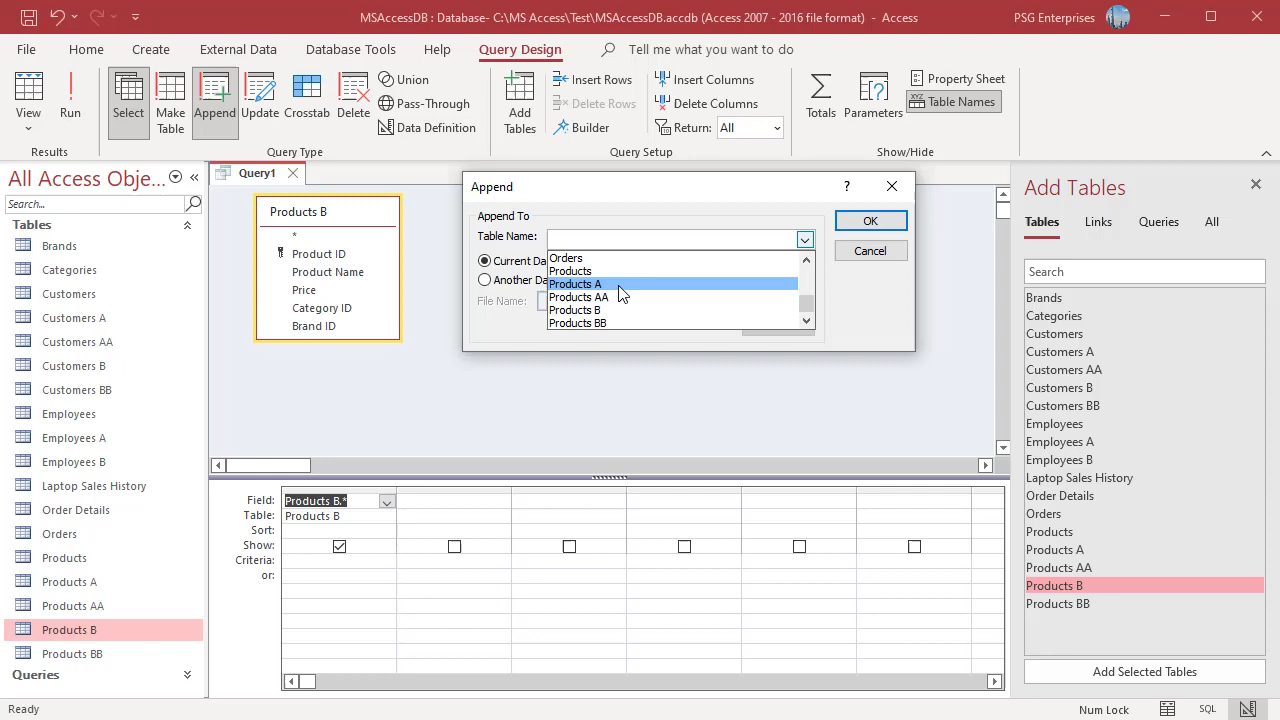 MSAccessDB : Database- C:\MS Access\Test\MSAccessDB.accdb (Access 2007 - 2016 file format) - Access
PSG Enterprises
File Home Create External Data Database Tools Help Query Design Tell me what you want to do
View
Run
Results
Select
Make Table
Append
Update
Crosstab
Delete
Union
Pass-Through
Data Definition
Query Type
Add Tables
Insert Rows
Delete Rows
Builder
Insert Columns
Delete Columns
Return: All
Query Setup
Totals
Parameters
Property Sheet
Table Names
Show/Hide
All Access Obje...
Search...
Tables
Brands
Categories
Customers
Customers A
Customers AA
Customers B
Customers BB
Employees
Employees A
Employees B
Laptop Sales History
Order Details
Orders
Products
Products A
Products AA
Products B
Products BB
Queries
Query1
Products B
*
Product ID
Product Name
Price
Category ID
Brand ID
Append
?
Append To
Table Name:
Current Da
Another Da
File Name:
Orders
Products
Products A
Products AA
Products B
Products BB
OK
Cancel
Field: Products B.*
Table: Products B
Sort:
Show:
Criteria:
or:
Add Tables
Tables Links Queries All
Search
Brands
Categories
Customers
Customers A
Customers AA
Customers B
Customers BB
Employees
Employees A
Employees B
Laptop Sales History
Order Details
Orders
Products
Products A
Products AA
Products B
Products BB
Add Selected Tables
Ready
Num Lock
SQL